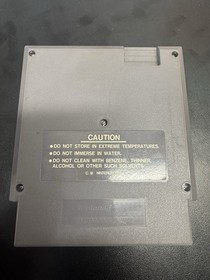 CAUTION
●DO NOT STORE IN EXTREME TEMPERATURES.
●DO NOT IMMERSE IN WATER.
●DO NOT CLEAN WITH BENZENE, THINNER,
ALCOHOL OR OTHER SUCH SOLVENTS.
NINTENDO